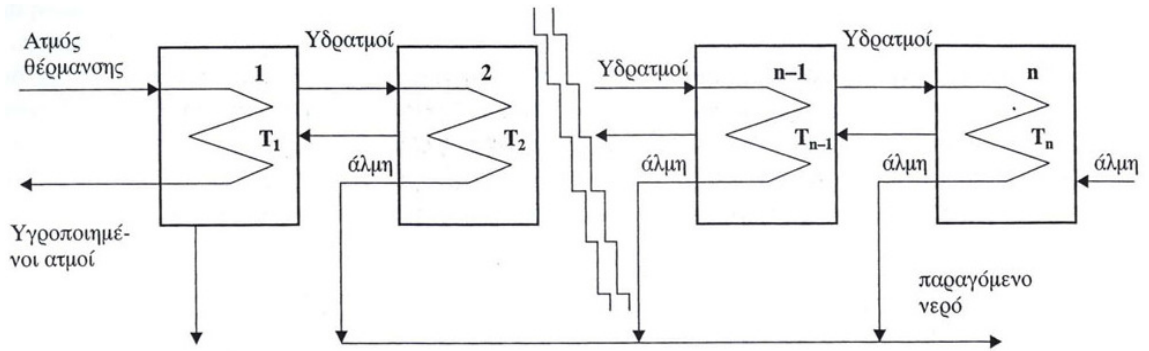 Ατμός
θέρμανσης
1
T1
Υγροποιημέ-
νοι ατμοί
Υδρατμοί
2
T2
άλμη
Υδρατμοί
n–1
Tn–1
άλμη
Υδρατμοί
n
Tn
άλμη
άλμη
παραγόμενο
νερό